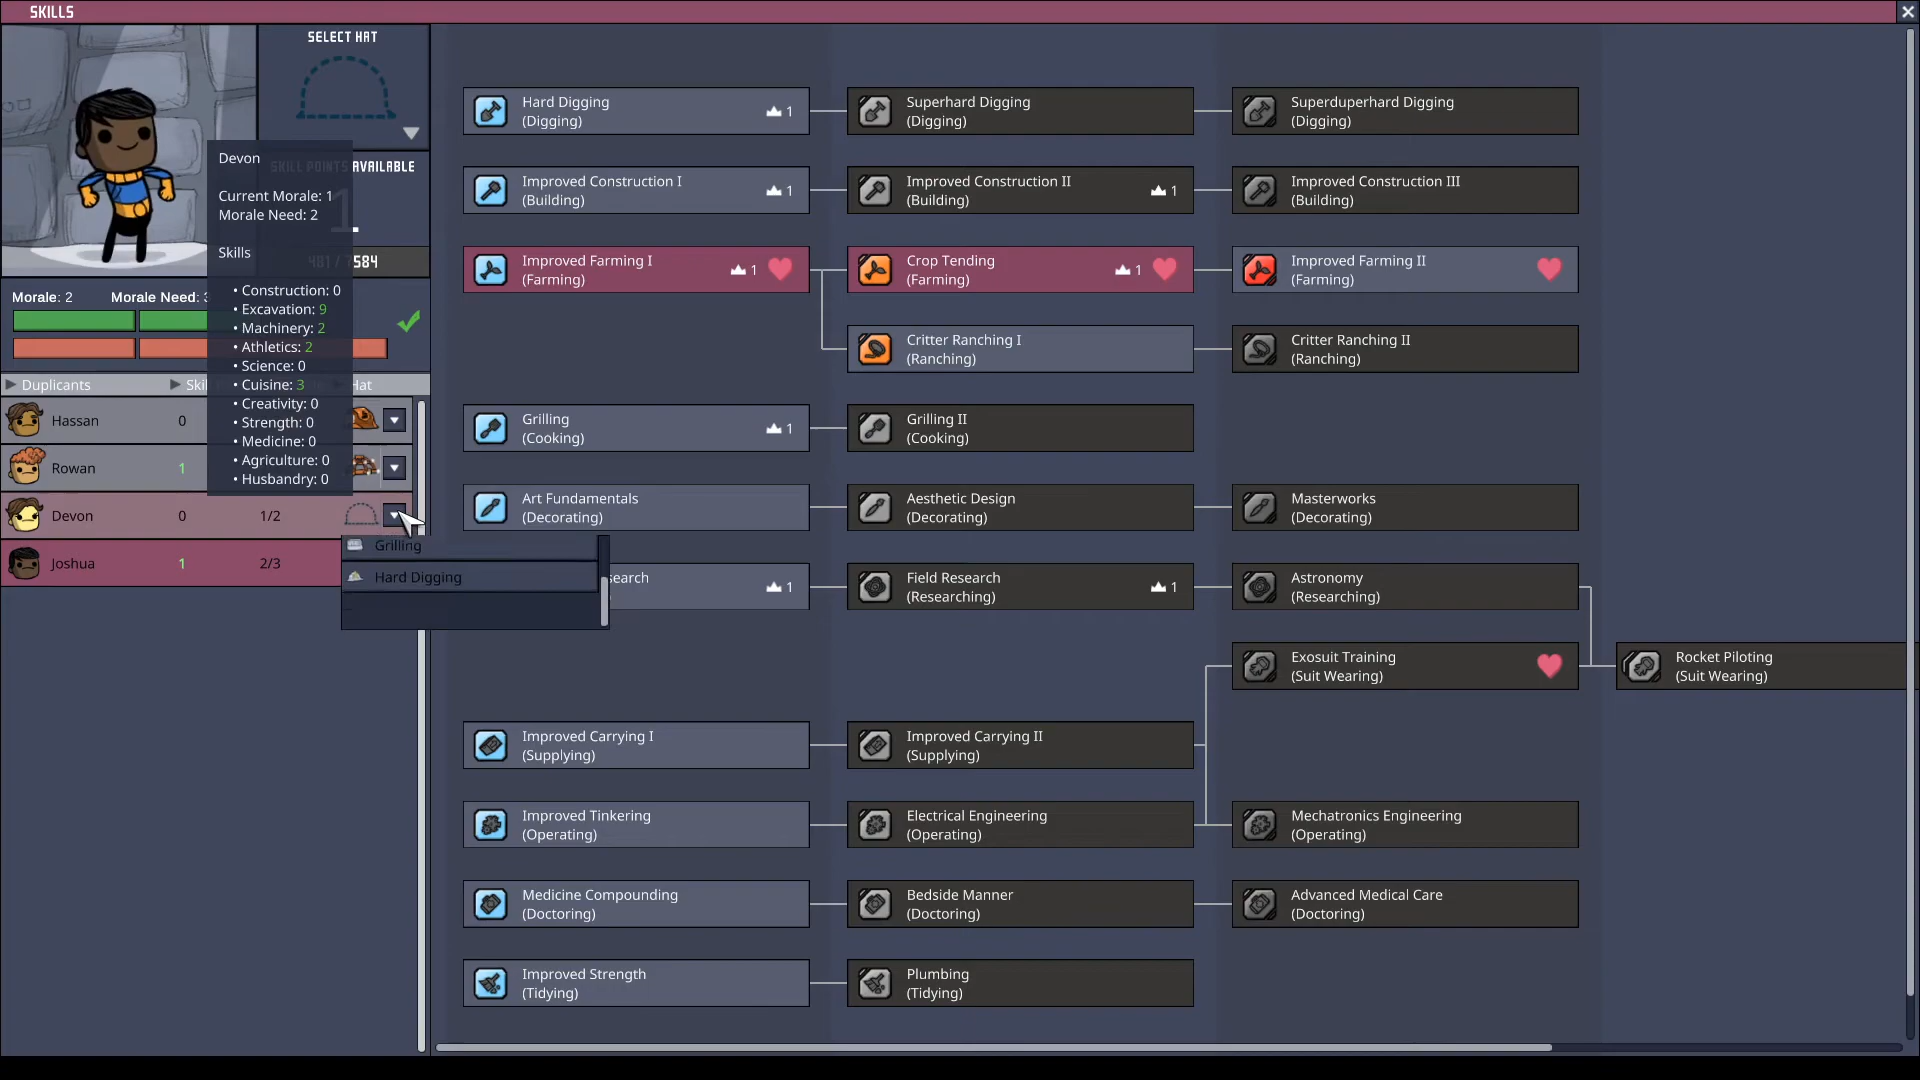 SKILLS
SELECT HAT
SKILL POINTS AVAILABLE
1
481 / 7584
Devon
Current Morale: 1
Morale Need: 2
Skills
• Construction: 0
• Excavation: 9
• Machinery: 2
• Athletics: 2
• Science: 0
• Cuisine: 3
• Creativity: 0
• Strength: 0
• Medicine: 0
• Agriculture: 0
• Husbandry: 0
Morale: 2
Morale Need:
Duplicants
Hat
Hassan 0
Rowan 1
Devon 0 1/2
Joshua 1 2/3
Grilling
Hard Digging
Hard Digging
(Digging)
1
Superhard Digging
(Digging)
Superduperhard Digging
(Digging)
Improved Construction I
(Building)
1
Improved Construction II
(Building)
1
Improved Construction III
(Building)
Improved Farming I
(Farming)
1
Crop Tending
(Farming)
1
Improved Farming II
(Farming)
Critter Ranching I
(Ranching)
Critter Ranching II
(Ranching)
Grilling
(Cooking)
1
Grilling II
(Cooking)
Art Fundamentals
(Decorating)
Aesthetic Design
(Decorating)
Masterworks
(Decorating)
search
1
Field Research
(Researching)
1
Astronomy
(Researching)
Exosuit Training
(Suit Wearing)
Rocket Piloting
(Suit Wearing)
Improved Carrying I
(Supplying)
Improved Carrying II
(Supplying)
Improved Tinkering
(Operating)
Electrical Engineering
(Operating)
Mechatronics Engineering
(Operating)
Medicine Compounding
(Doctoring)
Bedside Manner
(Doctoring)
Advanced Medical Care
(Doctoring)
Improved Strength
(Tidying)
Plumbing
(Tidying)